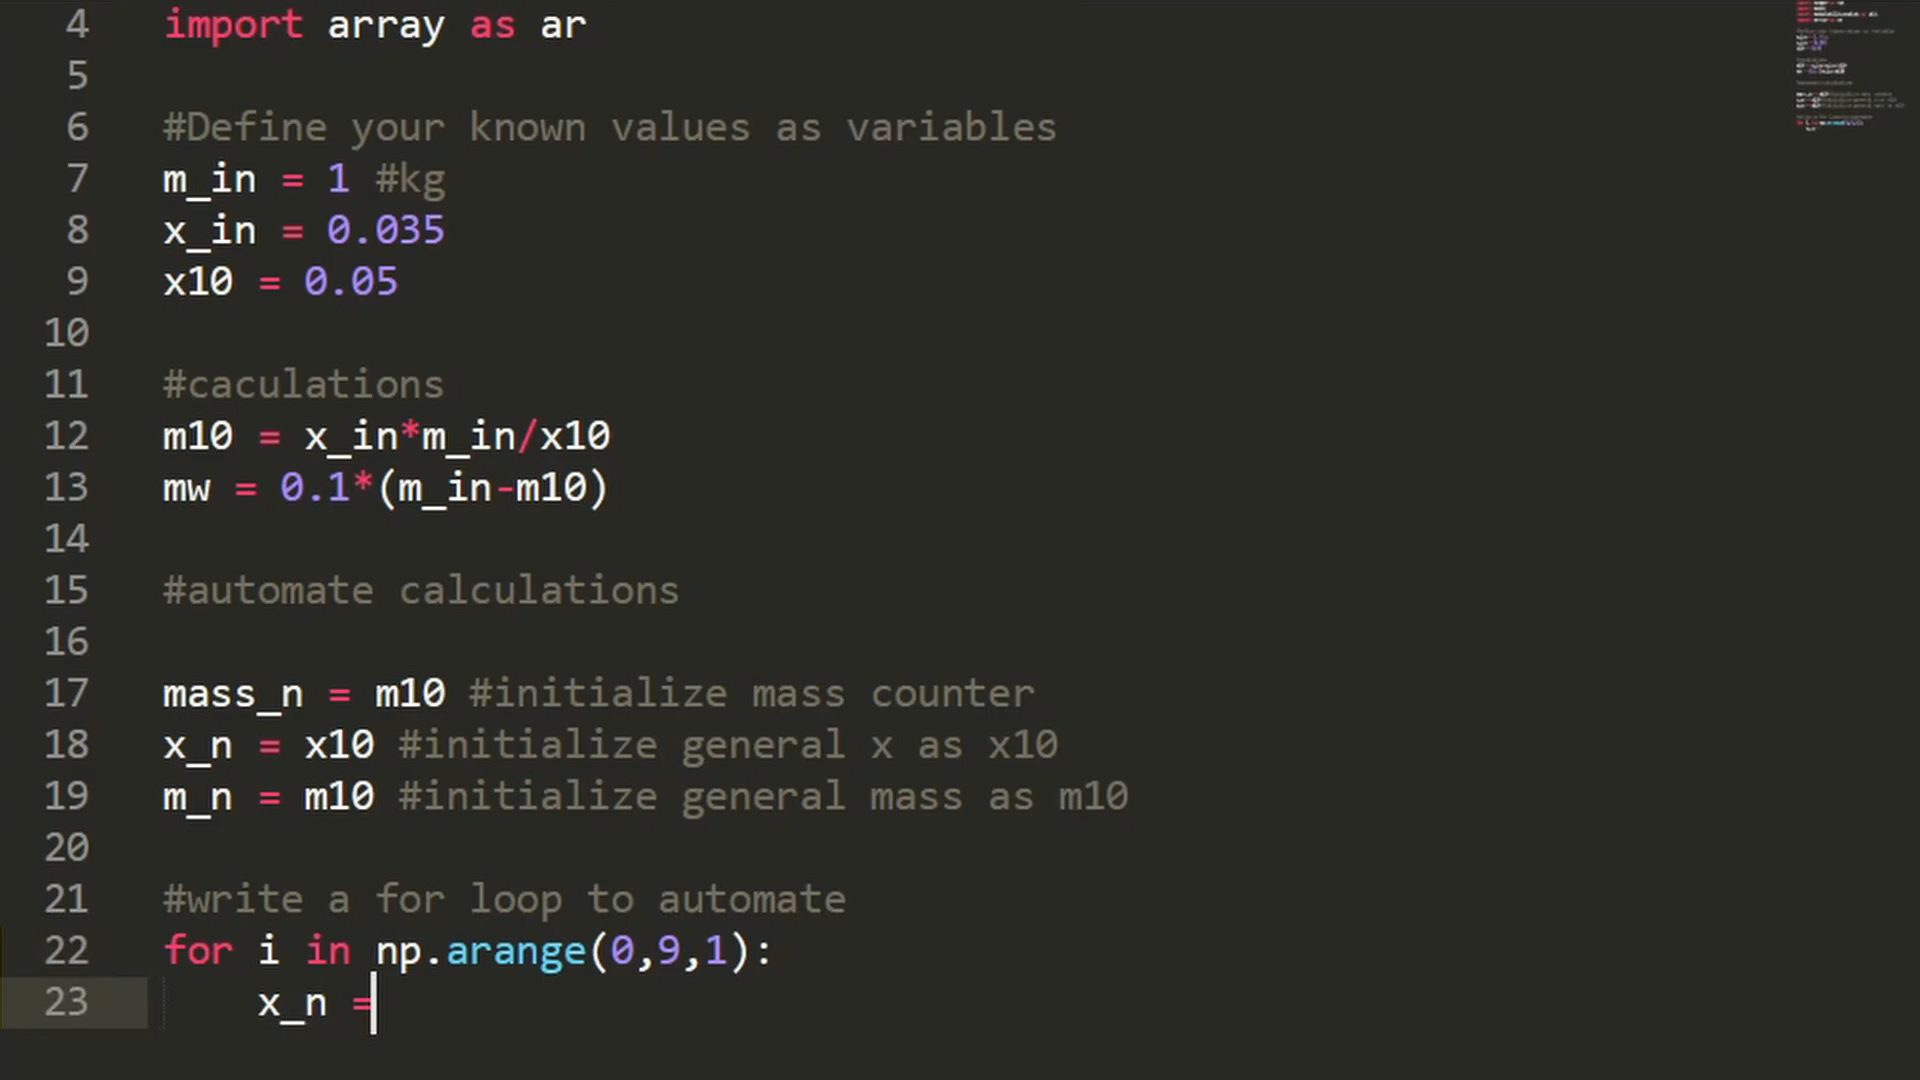 4 import array as ar
5
6 #Define your known values as variables
7 m_in = 1 #kg
8 x_in = 0.035
9 x10 = 0.05
10
11 #caculations
12 m10 = x_in*m_in/x10
13 mw = 0.1*(m_in-m10)
14
15 #automate calculations
16
17 mass_n = m10 #initialize mass counter
18 x_n = x10 #initialize general x as x10
19 m_n = m10 #initialize general mass as m10
20
21 #write a for loop to automate
22 for i in np.arange(0,9,1):
23 x_n =